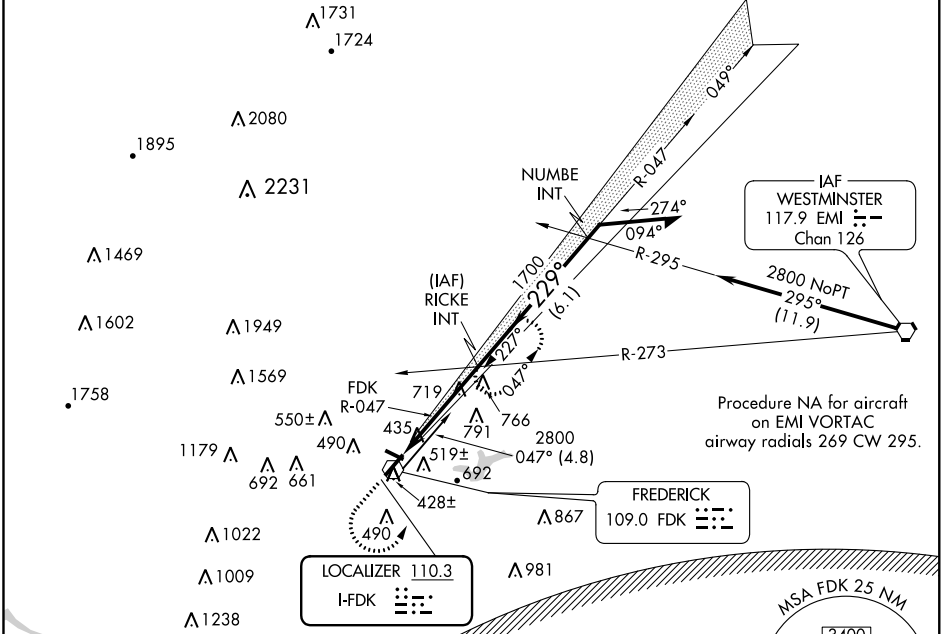 1731
1724
2080
1895
2231
1469
1602
1949
1569
1758
049°
R-047
NUMBE
INT
274°
094°
R-295
IAF
WESTMINSTER
117.9 EMI
Chan 126
2800 NoPT
295°
(11.9)
1700
229°
(6.1)
(IAF)
RICKE
INT
227°
047°
R-273
FDK
R-047
719
766
791
550±
435
490
519±
692
2800
047° (4.8)
428±
1179
692
661
490
Procedure NA for aircraft
on EMI VORTAC
airway radials 269 CW 295.
FREDERICK
109.0 FDK
867
1022
1009
1238
981
LOCALIZER 110.3
I-FDK
MSA FDK 25 NM